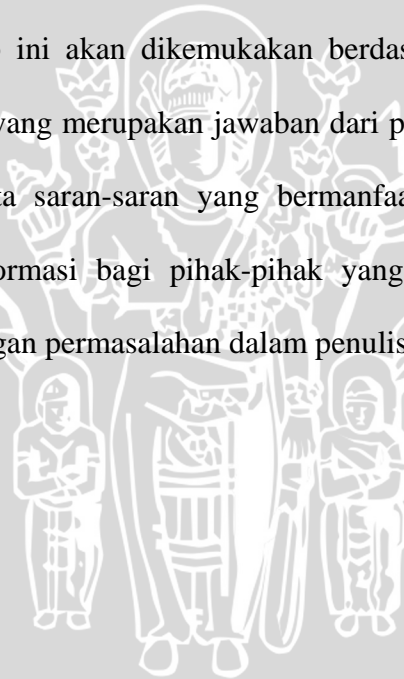 ini akan dikemukakan berdas
yang merupakan jawaban dari p
ta saran-saran yang bermanfaa
ormasi bagi pihak-pihak yang
gan permasalahan dalam penulis